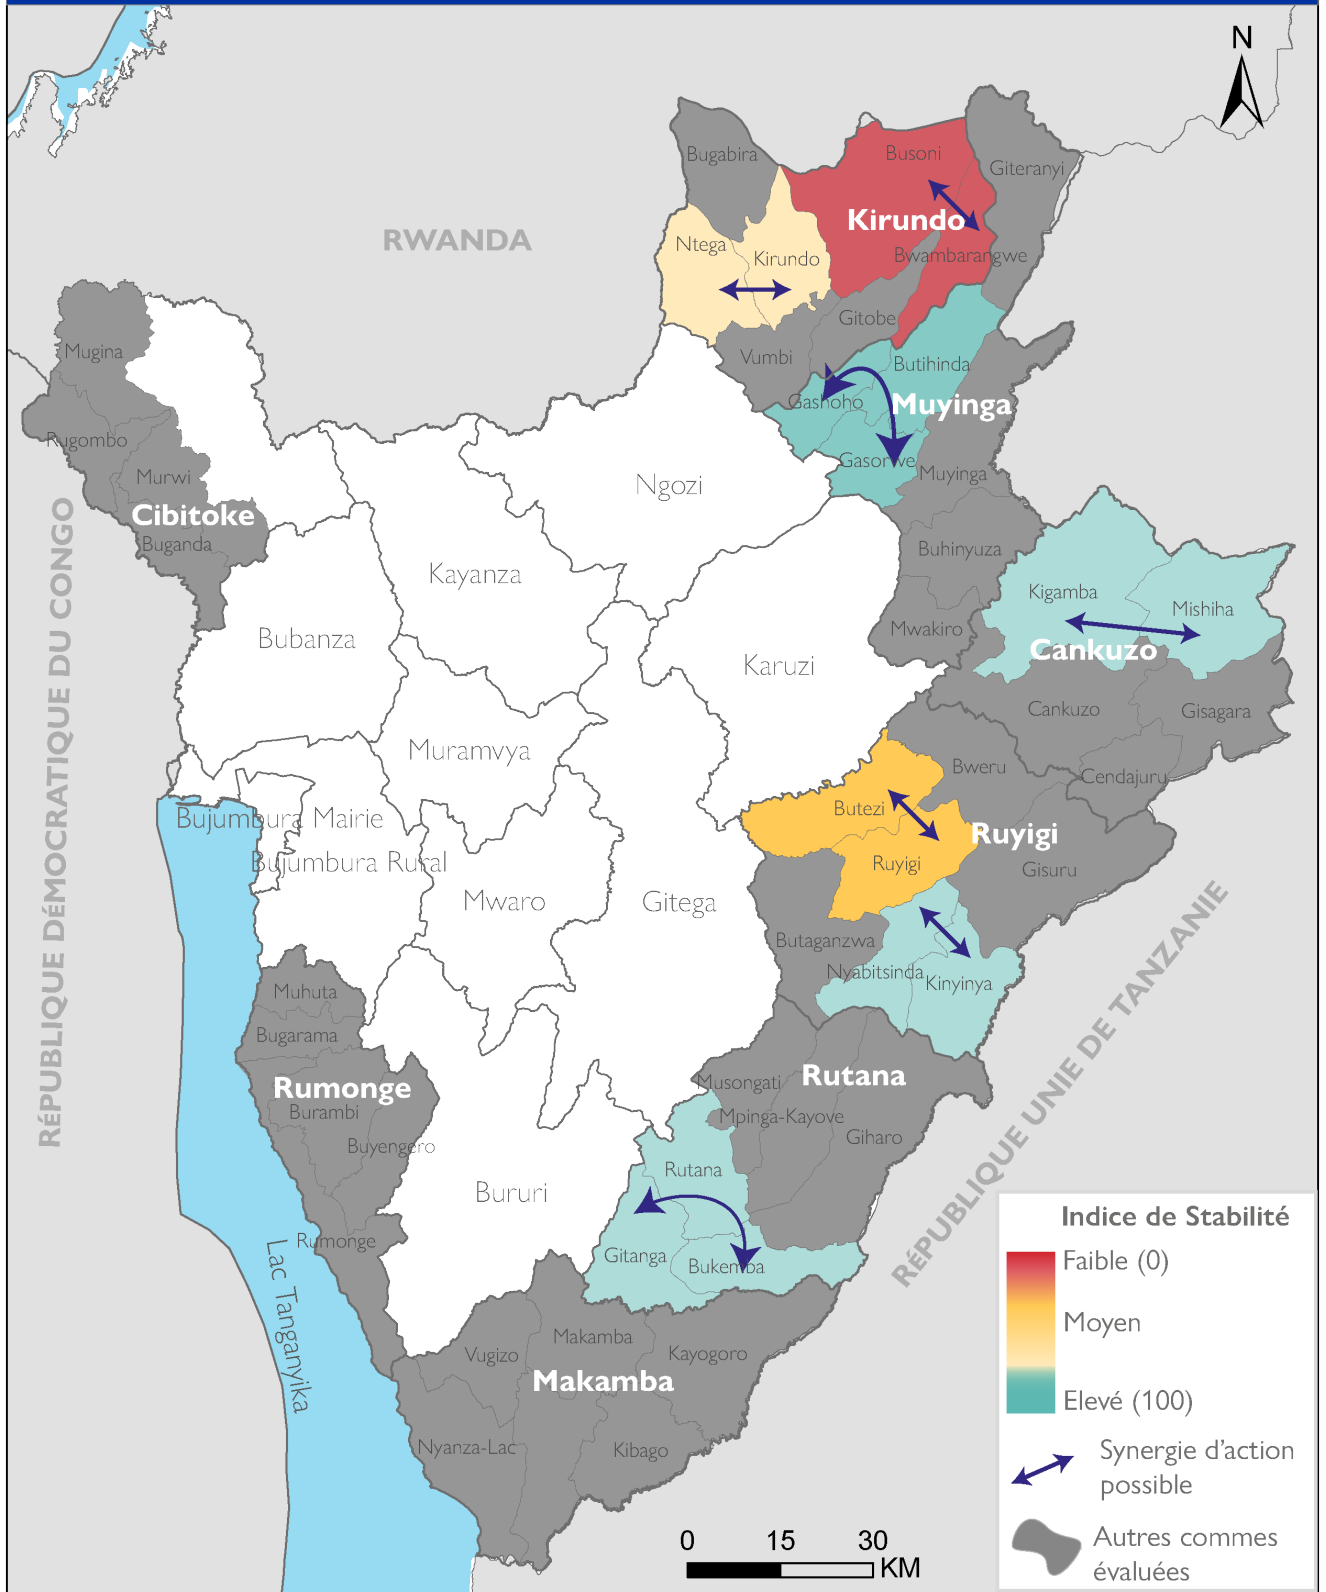 N
Bugabira
Busoni
Giteranyi
Kirundo
RWANDA
Ntega
Kirundo
Bwambarangwe
Gitobe
Mugina
Vumbi
Butihinda
Gashoho
Muyinga
Rugombo
Gasorwe
Muyinga
Murwi
Ngozi
Cibitoke
Buganda
Buhinyuza
Kayanza
Kigamba
Mishiha
Mwakiro
Bubanza
Cankuzo
Karuzi
Cankuzo
Gisagara
Muramvya
Bweru
Cendajuru
Butezi
Bujumbura Mairie
Ruyigi
Bujumbura Rural
Ruyigi
Gisuru
Mwaro
Gitega
Butaganzwa
Nyabitsinda
Kinyinya
Muhuta
Bugarama
Rutana
Musongati
Rumonge
Burambi
Mpinga-Kayove
Buyengero
Giharo
Rutana
Bururi
Rumonge
Gitanga
Bukemba
Makamba
Vugizo
Kayogoro
Makamba
Nyanza-Lac
Kibago
RÉPUBLIQUE DÉMOCRATIQUE DU CONGO
RÉPUBLIQUE UNIE DE TANZANIE
Lac Tanganyika
Indice de Stabilité
Faible (0)
Moyen
Elevé (100)
Synergie d'action
possible
Autres commes
évaluées
0 15 30
KM